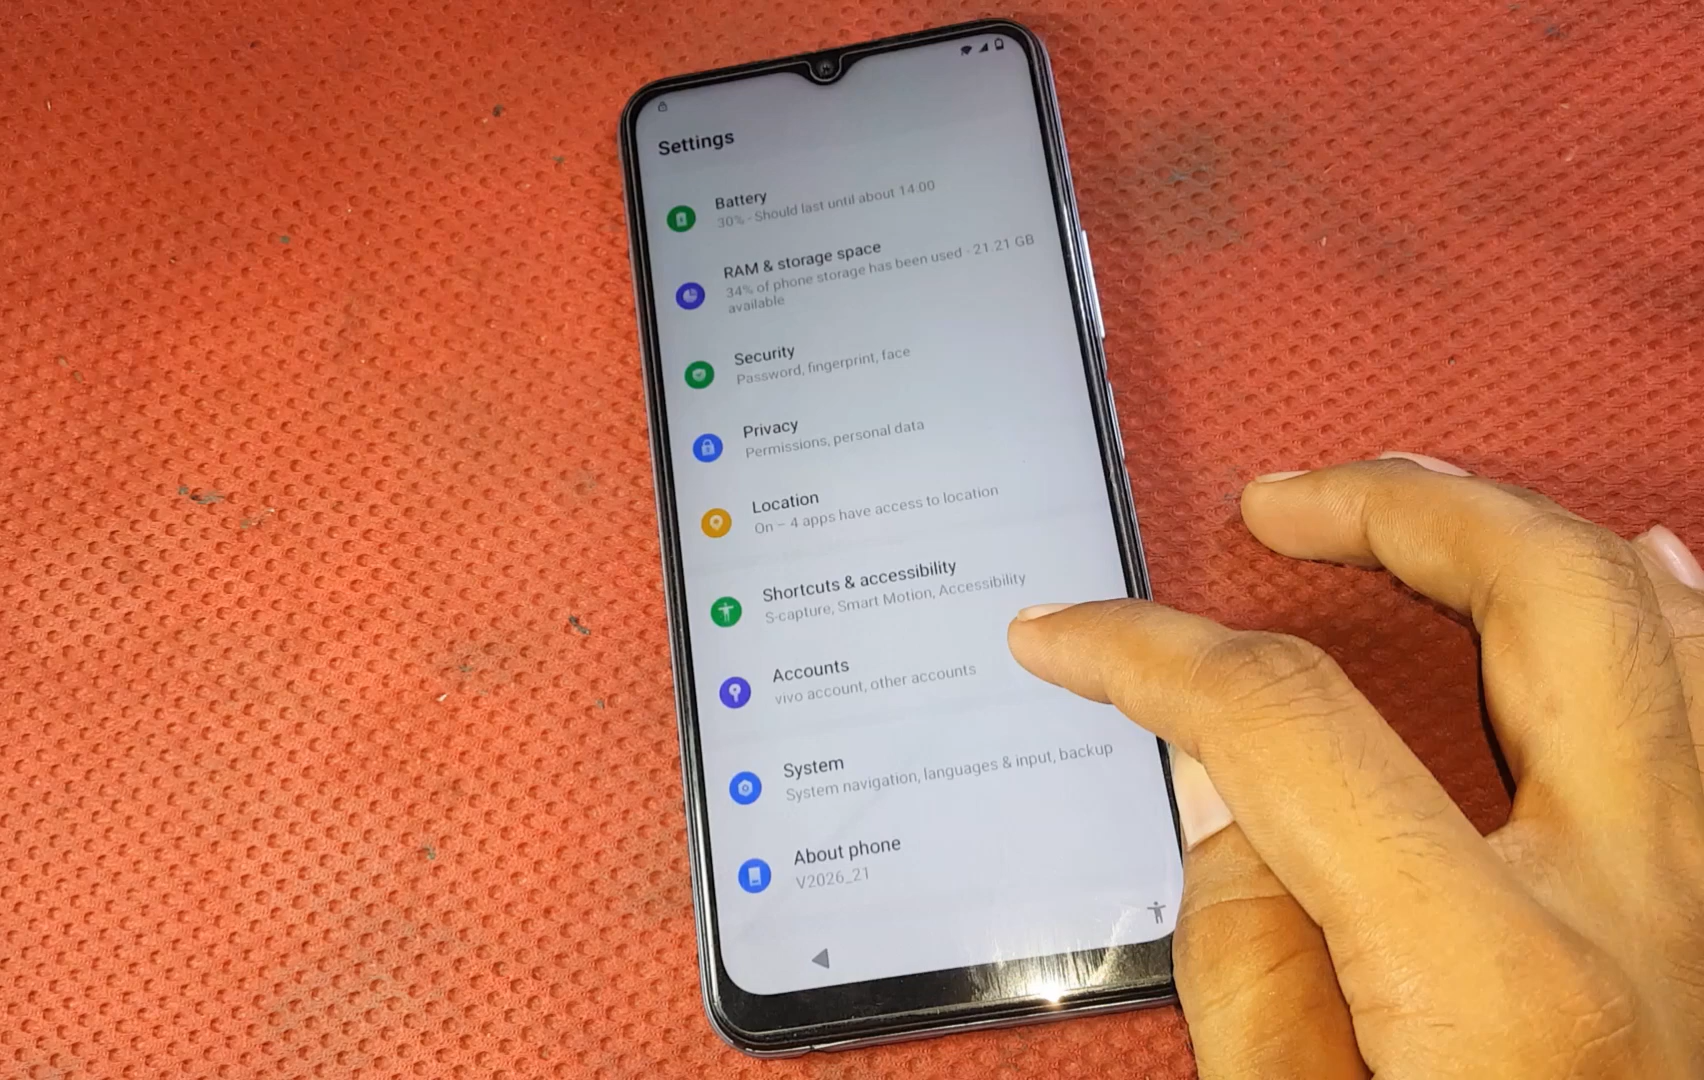 Settings
Battery
30% - Should last until about 14:00
RAM & storage space
34% of phone storage has been used - 21.21 GB
available
Security
Password, fingerprint, face
Privacy
Permissions, personal data
Location
On – 4 apps have access to location
Shortcuts & accessibility
S-capture, Smart Motion, Accessibility
Accounts
vivo account, other accounts
System
System navigation, languages & input, backup
About phone
V2026_21